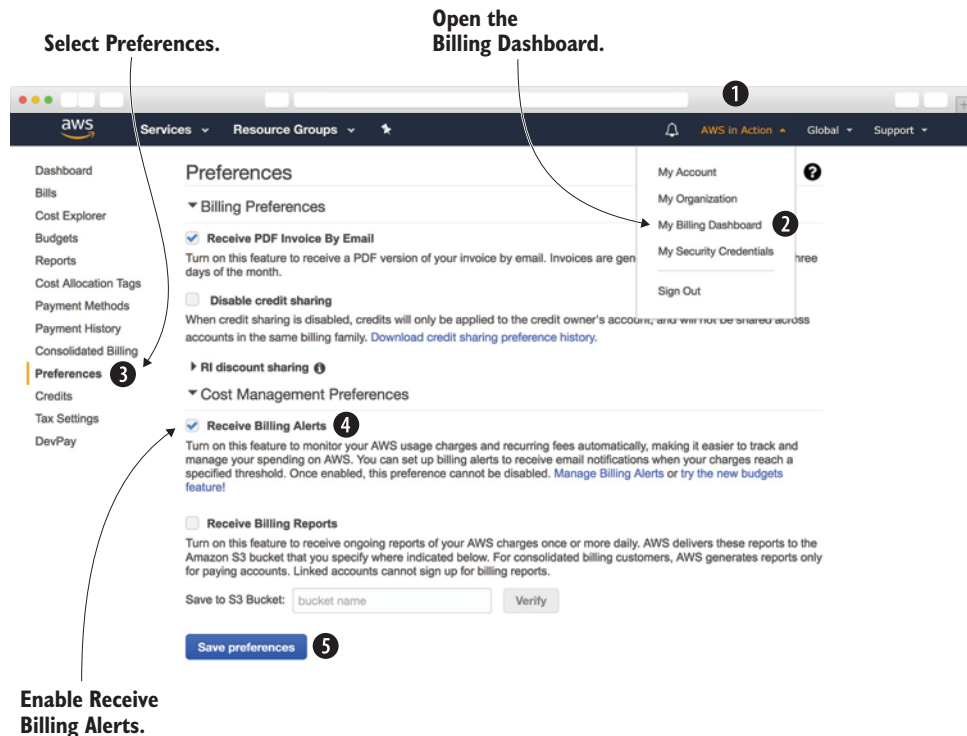 Open the
Billing Dashboard.
Select Preferences.
1
aws
Services
Resource Groups
AWS in Action
Global
Support
Dashboard
Bills
Cost Explorer
Budgets
Reports
Cost Allocation Tags
Payment Methods
Payment History
Consolidated Billing
Preferences 3
Credits
Tax Settings
DevPay
My Account
My Organization
My Billing Dashboard 2
My Security Credentials
Sign Out
?
Preferences
Billing Preferences
Receive PDF Invoice By Email
Turn on this feature to receive a PDF version of your invoice by email. Invoices are gen hree
days of the month.
Disable credit sharing
When credit sharing is disabled, credits will only be applied to the credit owner's account, and will not be shared across
accounts in the same billing family. Download credit sharing preference history.
RI discount sharing i
Cost Management Preferences
Receive Billing Alerts 4
Turn on this feature to monitor your AWS usage charges and recurring fees automatically, making it easier to track and
manage your spending on AWS. You can set up billing alerts to receive email notifications when your charges reach a
specified threshold. Once enabled, this preference cannot be disabled. Manage Billing Alerts or try the new budgets
feature!
Receive Billing Reports
Turn on this feature to receive ongoing reports of your AWS charges once or more daily. AWS delivers these reports to the
Amazon S3 bucket that you specify where indicated below. For consolidated billing customers, AWS generates reports only
for paying accounts. Linked accounts cannot sign up for billing reports.
Save to S3 Bucket: bucket name Verify
Save preferences 5
Enable Receive
Billing Alerts.